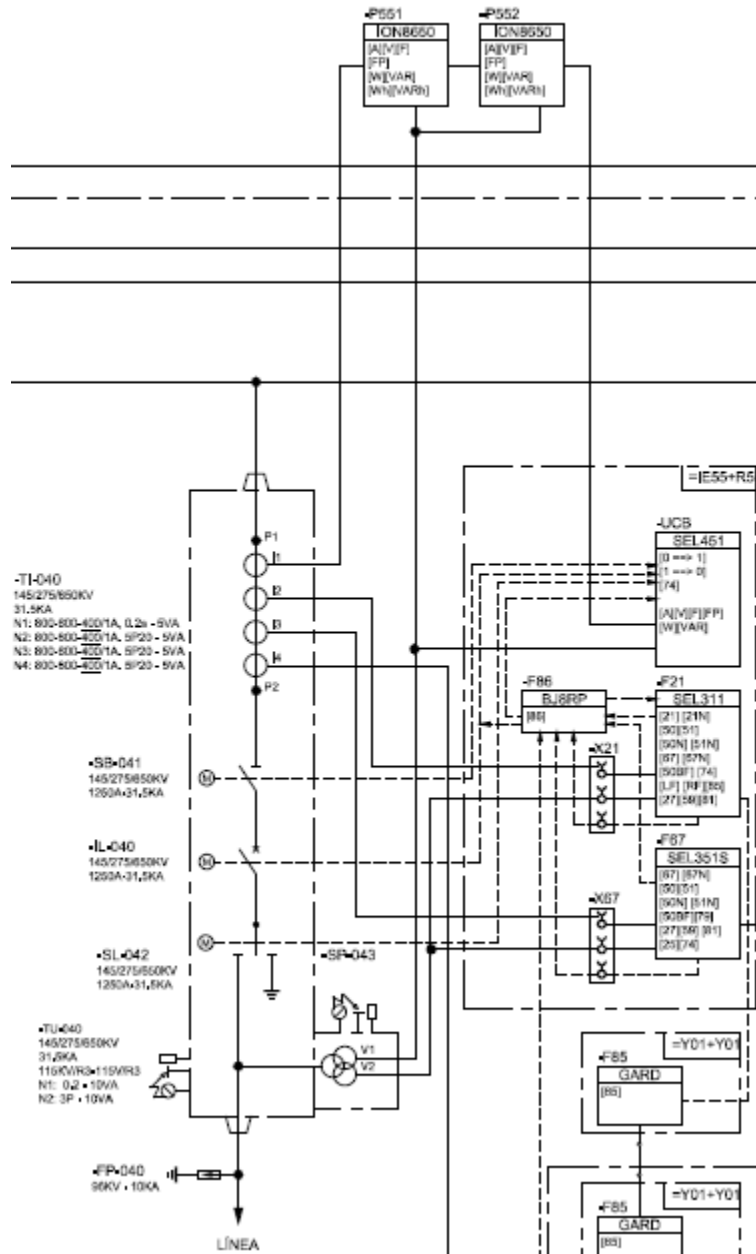 -P551
ION8650
[A][V][F]
[FP]
[W][VAR]
[Wh][VARh]
-P552
ION8650
[A][V][F]
[FP]
[W][VAR]
[Wh][VARh]
=IE55+R5
-UCB
SEL451
[0 ==> 1]
[1 ==> 0]
[74]
[A][V][F][FP]
[W][VAR]
P1
I1
I2
I3
I4
P2
-TI-040
145/275/650KV
31.5KA
N1: 800-600-400/1A, 0.2s - 5VA
N2: 800-600-400/1A. 5P20 - 5VA
N3: 800-600-400/1A. 5P20 - 5VA
N4: 800-600-400/1A. 5P20 - 5VA
-F86
BJ8RP
[86]
-F21
SEL311
[21] [21N]
[50][51]
[50N] [51N]
[67] [67N]
[50BF] [74]
[LF] [RF][85]
[27][59][81]
-X21
-SB-041
145/275/650KV
1250A-31,5KA
M
-IL-040
145/275/650KV
1250A-31,5KA
M
-F67
SEL351S
[67] [67N]
[50][51]
[50N] [51N]
[50BF][79]
[27][59] [81]
[25][74]
-X67
-SL-042
145/275/650KV
1250A-31,5KA
M
-SP-043
-TU-040
145/275/650KV
31,5KA
115KV/R3-115V/R3
N1: 0,2 - 10VA
N2: 3P - 10VA
V1
V2
=Y01+Y01
-F85
GARD
[85]
-FP-040
96KV - 10KA
LÍNEA
=Y01+Y01
-F85
GARD
[85]